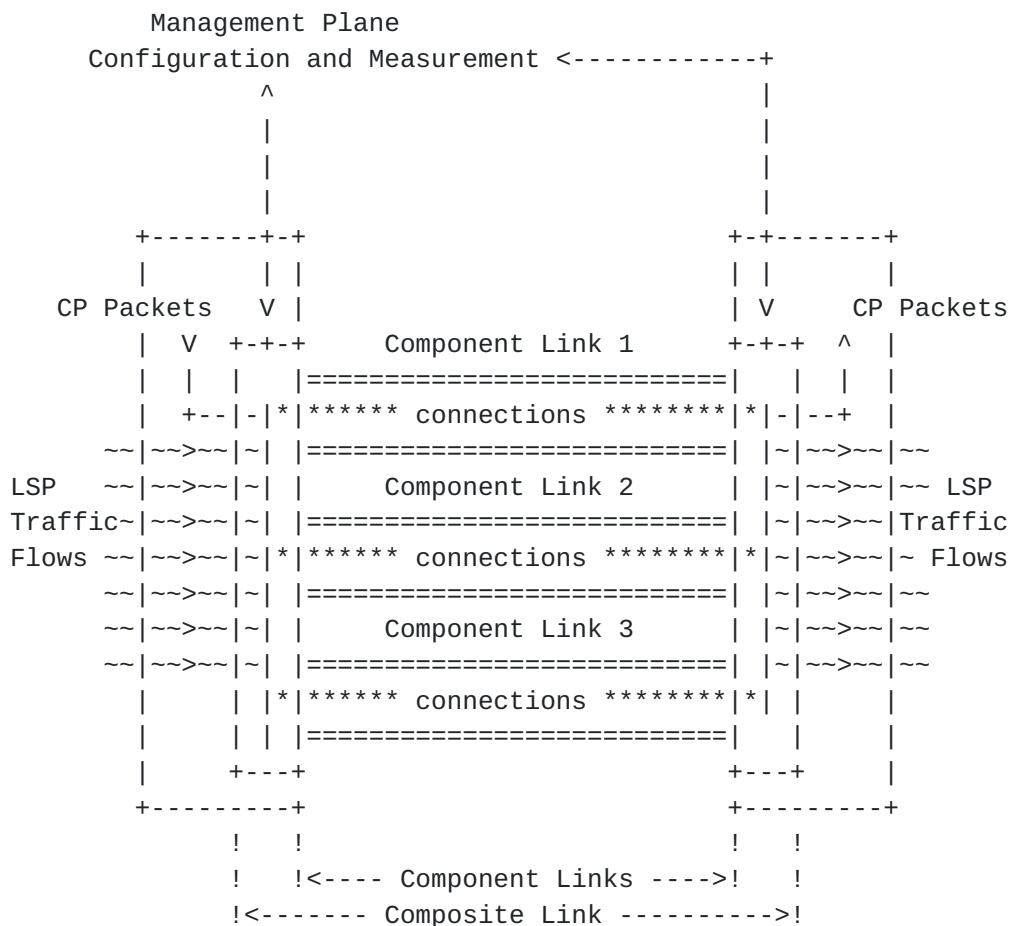 Management Plane
Configuration and Measurement <------------+
^ |
| |
| |
| |
+-------+-+ +-+-------+
| | | | | |
CP Packets V | | V CP Packets
| V +-+-+ Component Link 1 +-+-+ ^ |
| | | |===========================| | | |
| +--|-|*|****** connections ********|*|-|--+ |
~~|~~>~~|~| |===========================| |~|~~>~~|~~
LSP ~~|~~>~~|~| | Component Link 2 | |~|~~>~~|~~ LSP
Traffic~|~~>~~|~| |===========================| |~|~~>~~|Traffic
Flows ~~|~~>~~|~|*|****** connections ********|*|~|~~>~~|~ Flows
~~|~~>~~|~| |===========================| |~|~~>~~|~~
~~|~~>~~|~| | Component Link 3 | |~|~~>~~|~~
~~|~~>~~|~| |===========================| |~|~~>~~|~~
| | |*|****** connections ********|*| | |
| | | |===========================| | |
| +---+ +---+ |
+---------+ +---------+
! ! ! !
! !<---- Component Links ---->! !
!<------- Composite Link ---------->!